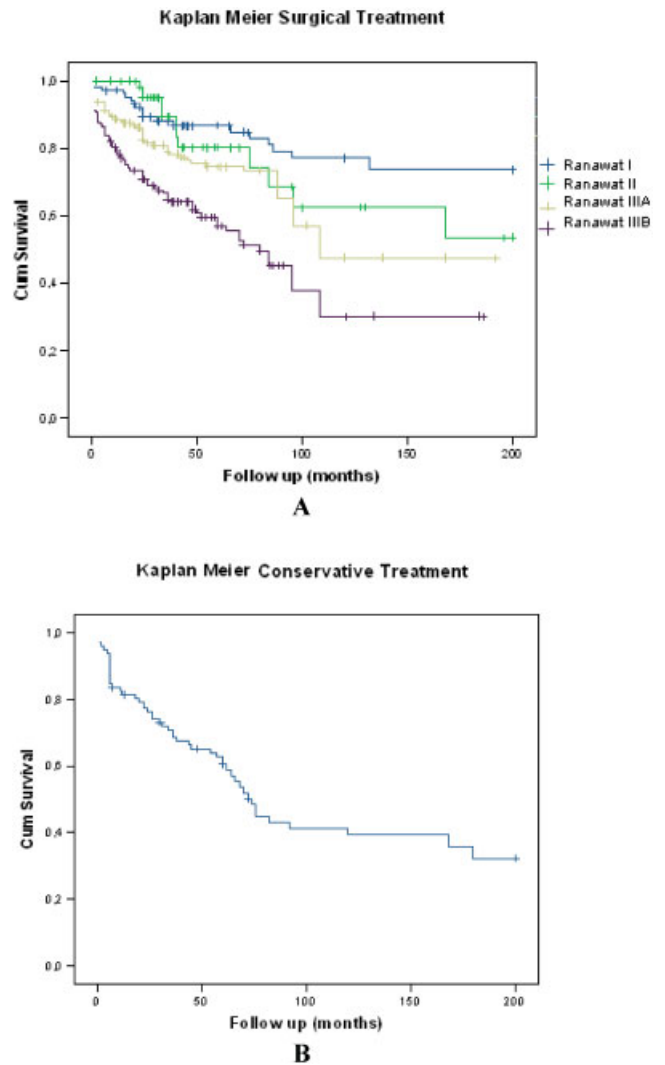 Kaplan Meier Surgical Treatment
1,0
0,8
0,6
0,4
0,2
0,0
Cum Survival
0 50 100 150 200
Follow up (months)
Ranawat I
Ranawat II
Ranawat IIIA
Ranawat IIIB
A
Kaplan Meier Conservative Treatment
1,0
0,8
0,6
0,4
0,2
0,0
Cum Survival
0 50 100 150 200
Follow up (months)
B